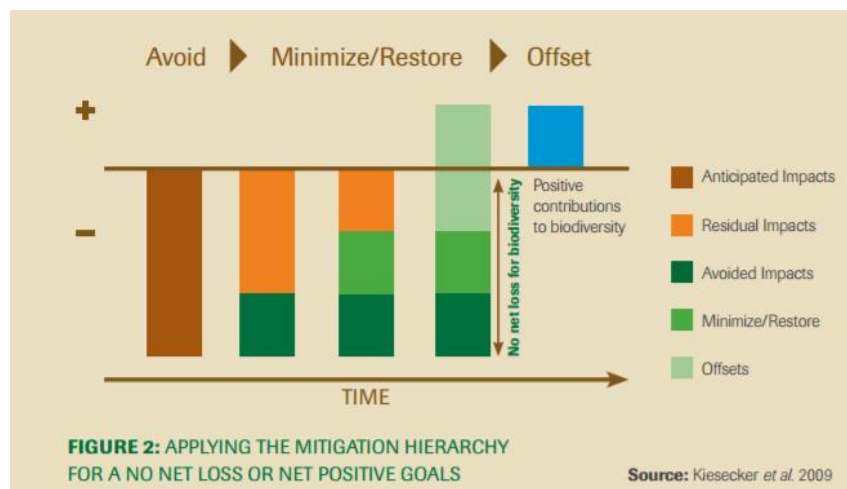 Avoid Minimize/Restore Offset
+
−
No net loss for biodiversity
Positive
contributions
to biodiversity
Anticipated Impacts
Residual Impacts
Avoided Impacts
Minimize/Restore
Offsets
TIME
FIGURE 2: APPLYING THE MITIGATION HIERARCHY
FOR A NO NET LOSS OR NET POSITIVE GOALS
Source: Kiesecker et al. 2009